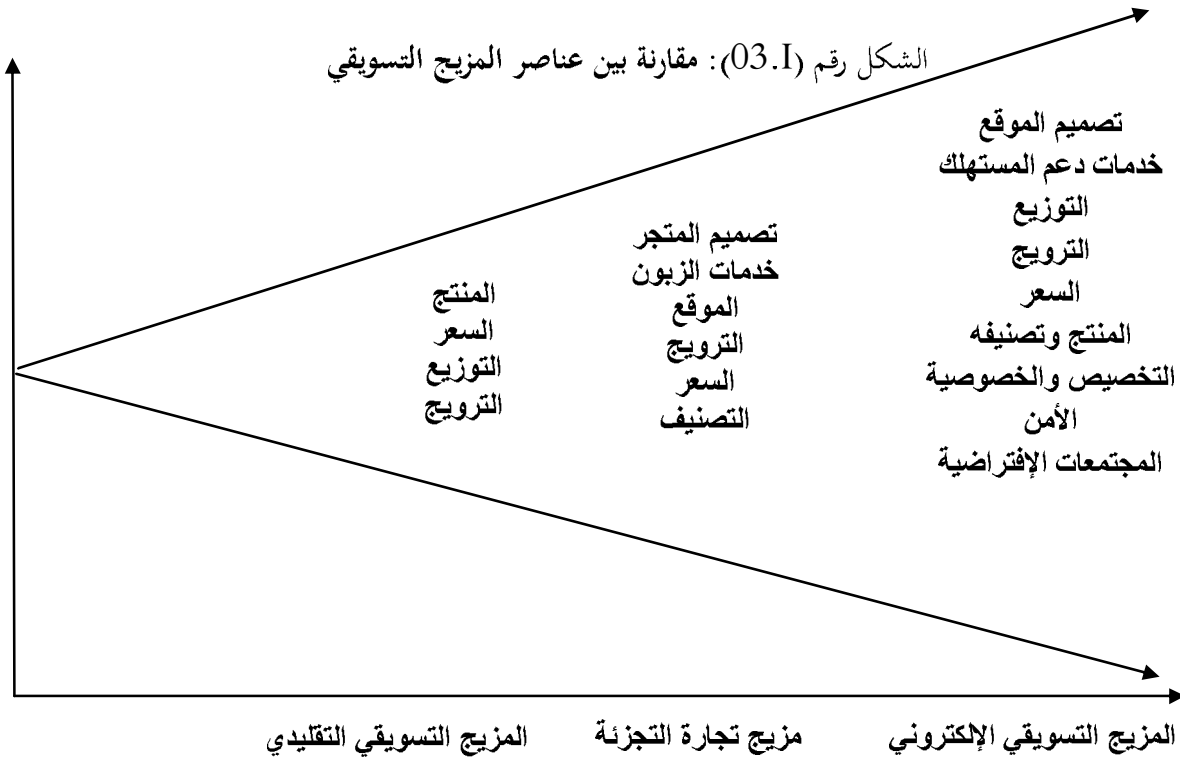 الشكل رقم (03.I): مقارنة بين عناصر المزيج التسويقي
تصميم الموقع
خدمات دعم المستهلك
التوزيع
الترويج
السعر
المنتج وتصنيفه
التخصيص والخصوصية
الأمن
المجتمعات الإفتراضية
تصميم المتجر
خدمات الزبون
الموقع
الترويج
السعر
التصنيف
المنتج
السعر
التوزيع
الترويج
المزيج التسويقي الإلكتروني
مزيج تجارة التجزئة
المزيج التسويقي التقليدي